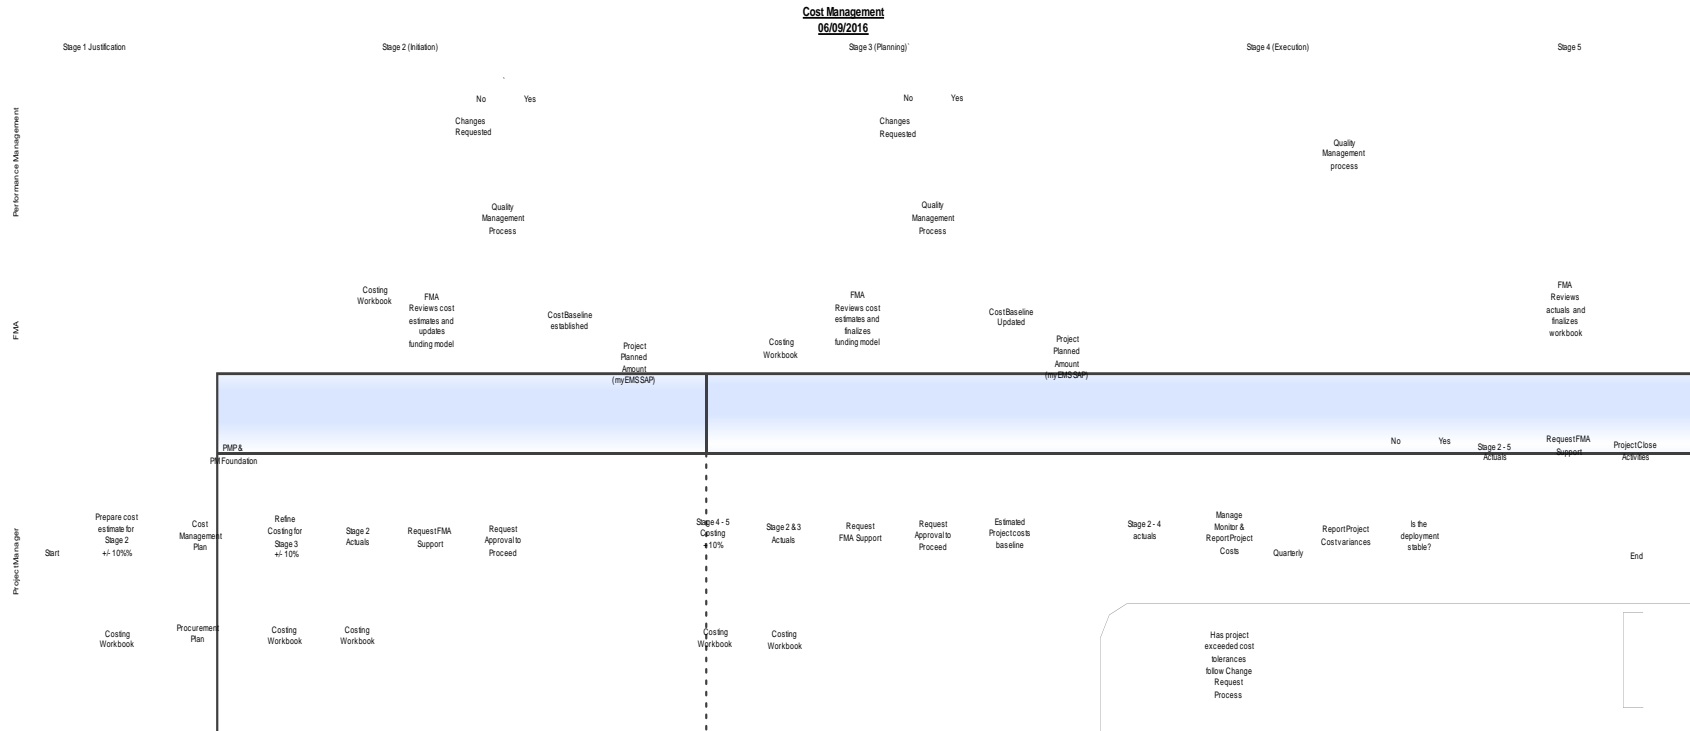 Cost Management
06/09/2016
Stage 1 Justification
Stage 2 (Initiation)
Stage 3 (Planning)`
Stage 4 (Execution)
Stage 5
Performance Management
No
Yes
Changes
Requested
Quality
Management
Process
No
Yes
Changes
Requested
Quality
Management
Process
Quality
Management
process
FMA
Costing
Workbook
FMA
Reviews cost
estimates and
updates
funding model
Cost Baseline
established
Project
Planned
Amount
(myEMS SAP)
Costing
Workbook
FMA
Reviews cost
estimates and
finalizes
funding model
Cost Baseline
Updated
Project
Planned
Amount
(myEMS SAP)
FMA
Reviews
actuals and
finalizes
workbook
Project Manager
Start
Prepare cost
estimate for
Stage 2
+/- 10%%
Cost
Management
Plan
PMP &
PM Foundation
Refine
Costing for
Stage 3
+/- 10%
Stage 2
Actuals
Request FMA
Support
Request
Approval to
Proceed
Stage 4 - 5
Costing
+10%
Stage 2 & 3
Actuals
Request
FMA Support
Request
Approval to
Proceed
Estimated
Project costs
baseline
Stage 2 - 4
actuals
Manage
Monitor &
Report Project
Costs
Quarterly
Report Project
Cost variances
Is the
deployment
stable?
No
Yes
Stage 2 - 5
Actuals
Request FMA
Support
Project Close
Activities
End
Costing
Workbook
Procurement
Plan
Costing
Workbook
Costing
Workbook
Costing
Workbook
Costing
Workbook
Has project
exceeded cost
tolerances
follow Change
Request
Process